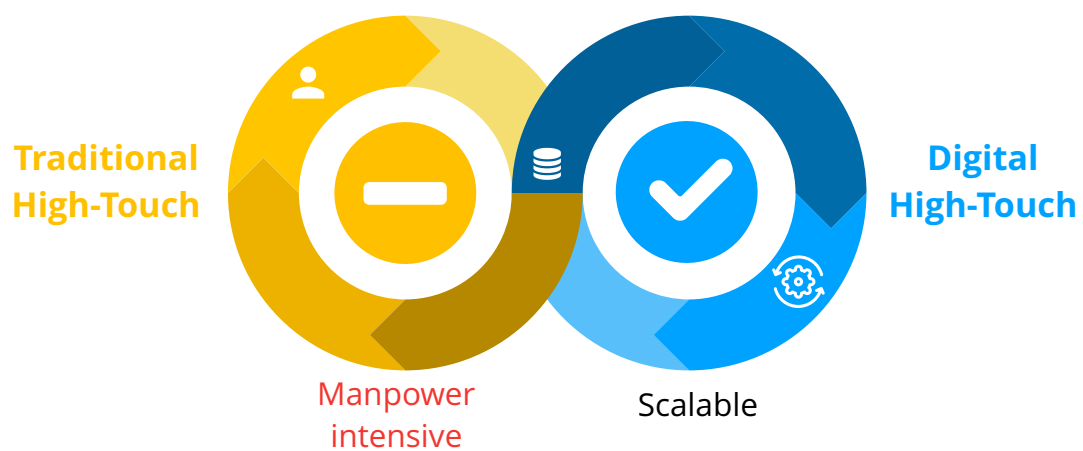 Traditional
High-Touch
Digital
High-Touch
Manpower
intensive
Scalable